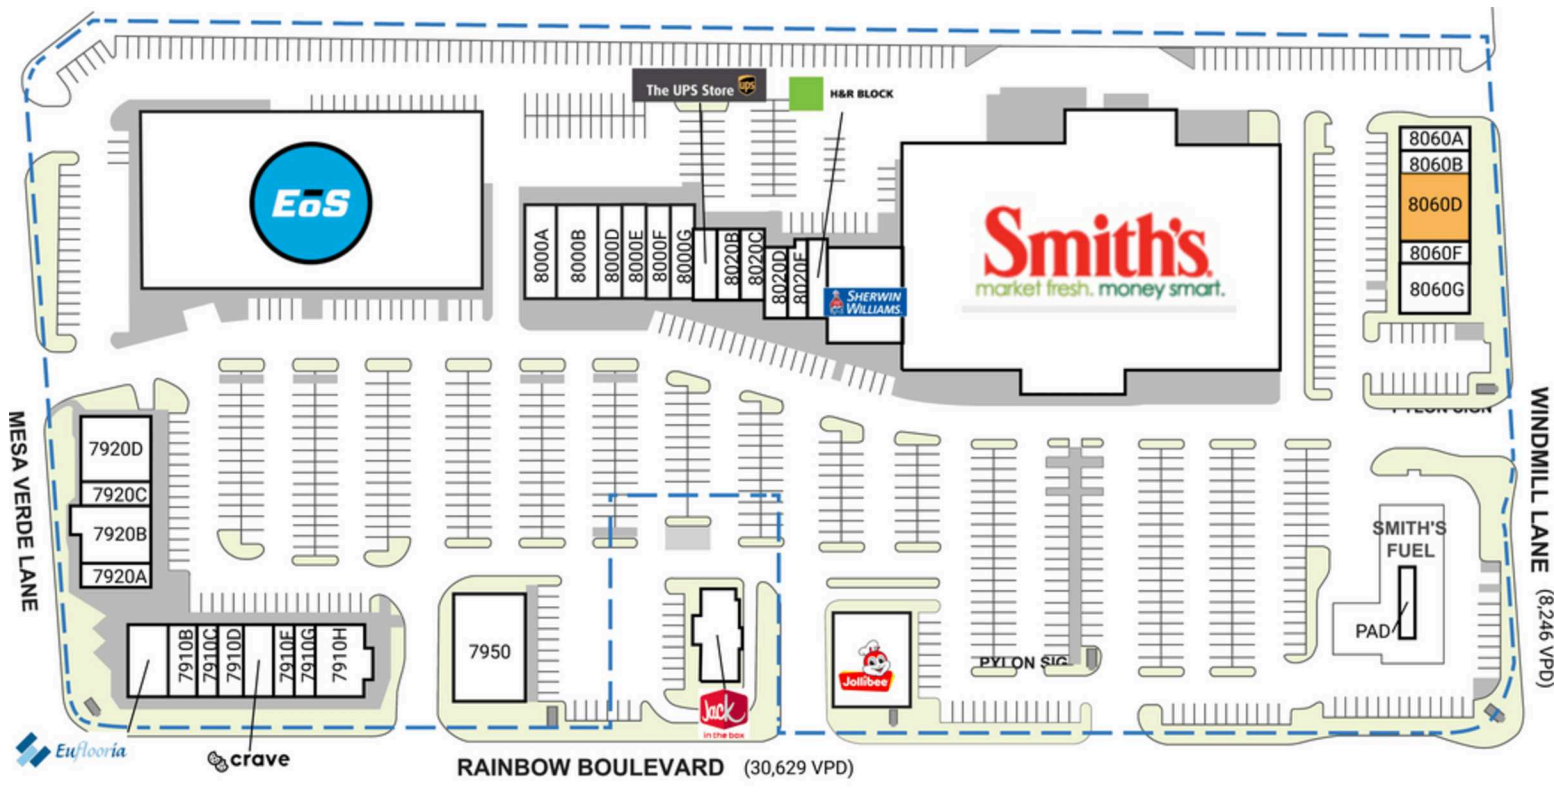 The UPS Store
ups
H&R BLOCK
EōS
8000A
8000B
8000D
8000E
8000F
8000G
8020B
8020C
8020D
8020F
SHERWIN
WILLIAMS.
Smith's
market fresh. money smart.
8060A
8060B
8060D
8060F
8060G
PYLON SIGN
MESA VERDE LANE
WINDMILL LANE (8,246 VPD)
7920D
7920C
7920B
7920A
7910B
7910C
7910D
7910F
7910G
7910H
7950
Jack
in the box
Jollibee
PYLON SIG
SMITH'S
FUEL
PAD
Euflooria
crave
RAINBOW BOULEVARD (30,629 VPD)